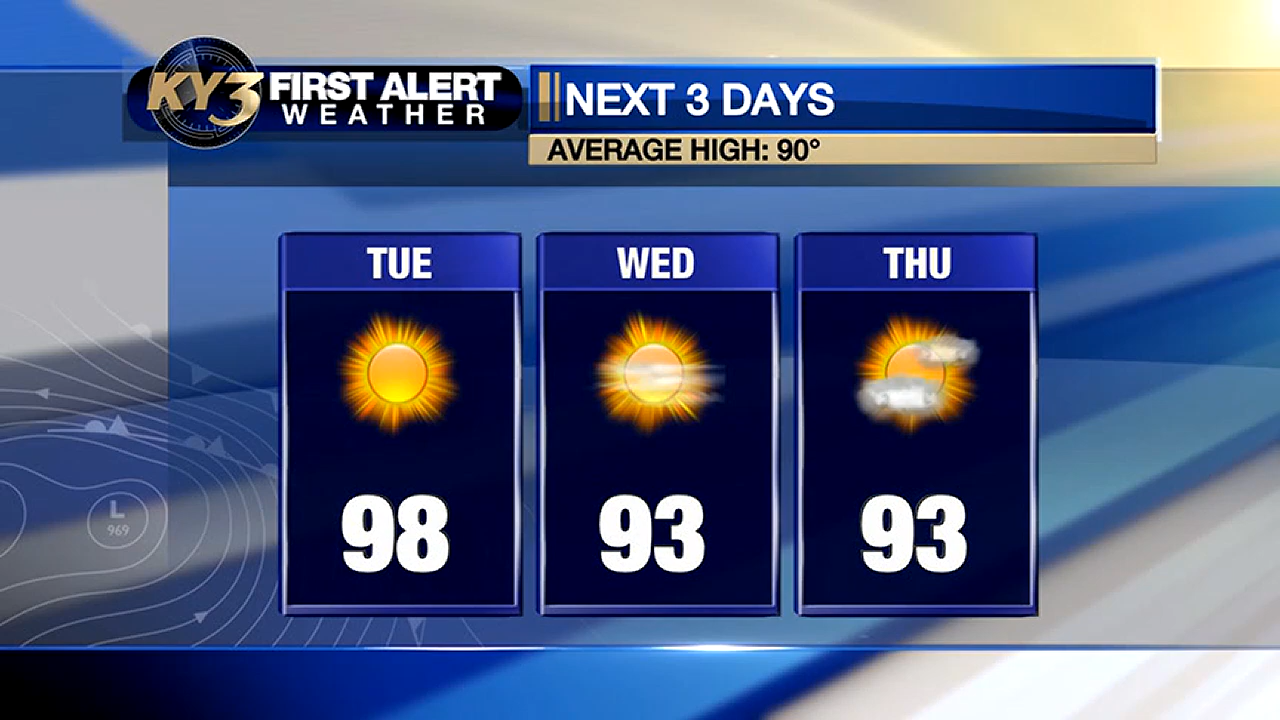 KY3 FIRST ALERT
WEATHER
NEXT 3 DAYS
AVERAGE HIGH: 90°
TUE
WED
THU
98
93
93
L
969